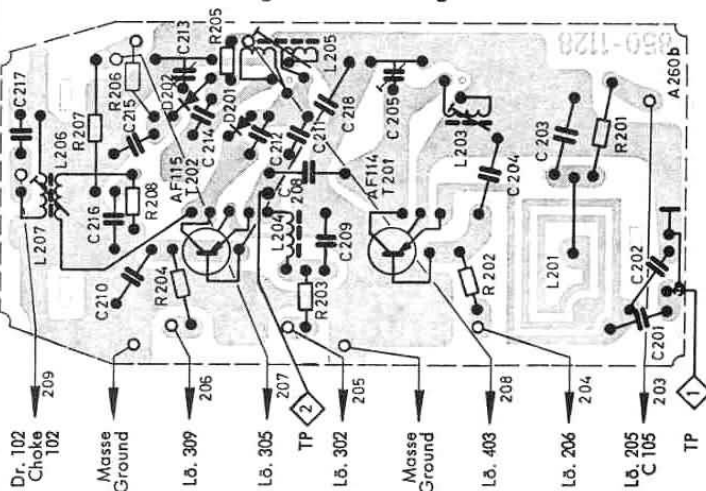 850-1128
A260b
C217
L206
L207
R207
R206
C215
C216
R208
C210
R204
C213
D202
C214
AF115
T202
R205
D201
C212
L205
C211
C218
L204
208
C209
R203
C205
AF114
T201
L203
C204
R202
C203
R201
L201
C202
C201
209
206
207
205
208
204
203
2
1
Dr. 102
Choke
102
Masse
Ground
Lö. 309
Lö. 305
TP
Lö. 302
Masse
Ground
Lö. 403
Lö. 206
Lö. 205
C 105
TP